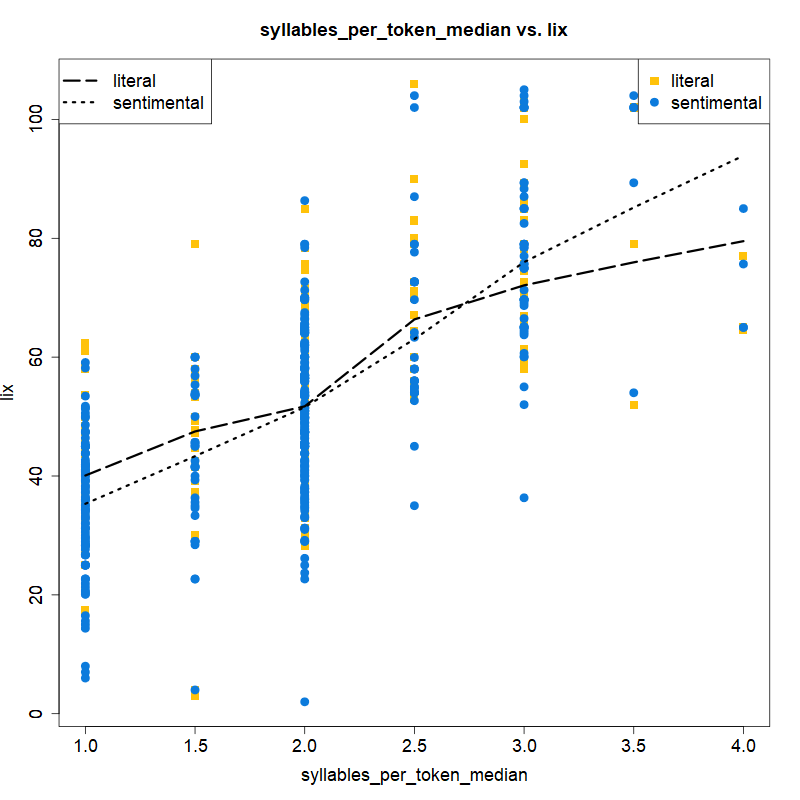 syllables_per_token_median vs. lix
literal
sentimental
literal
sentimental
100
80
60
40
20
0
lix
1.0 1.5 2.0 2.5 3.0 3.5 4.0
syllables_per_token_median